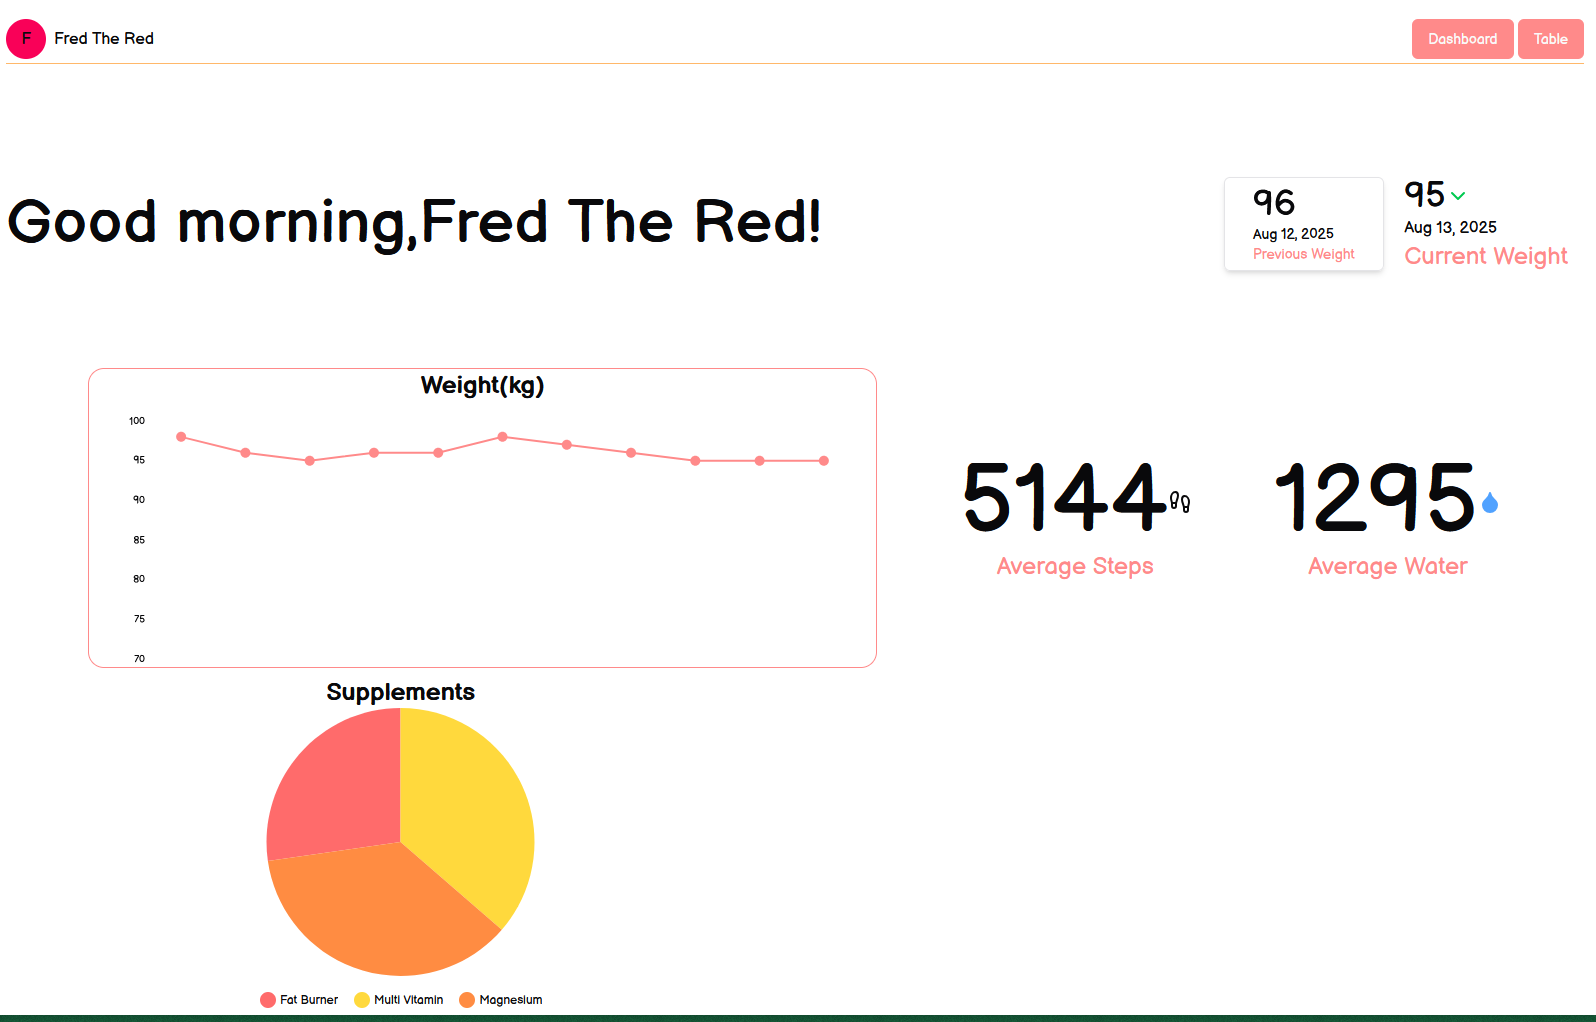 F Fred The Red
Dashboard Table
Good morning,Fred The Red!
96
Aug 12, 2025
Previous Weight
95
Aug 13, 2025
Current Weight
Weight(kg)
100
95
90
85
80
75
70
5144
Average Steps
1295
Average Water
Supplements
Fat Burner Multi Vitamin Magnesium